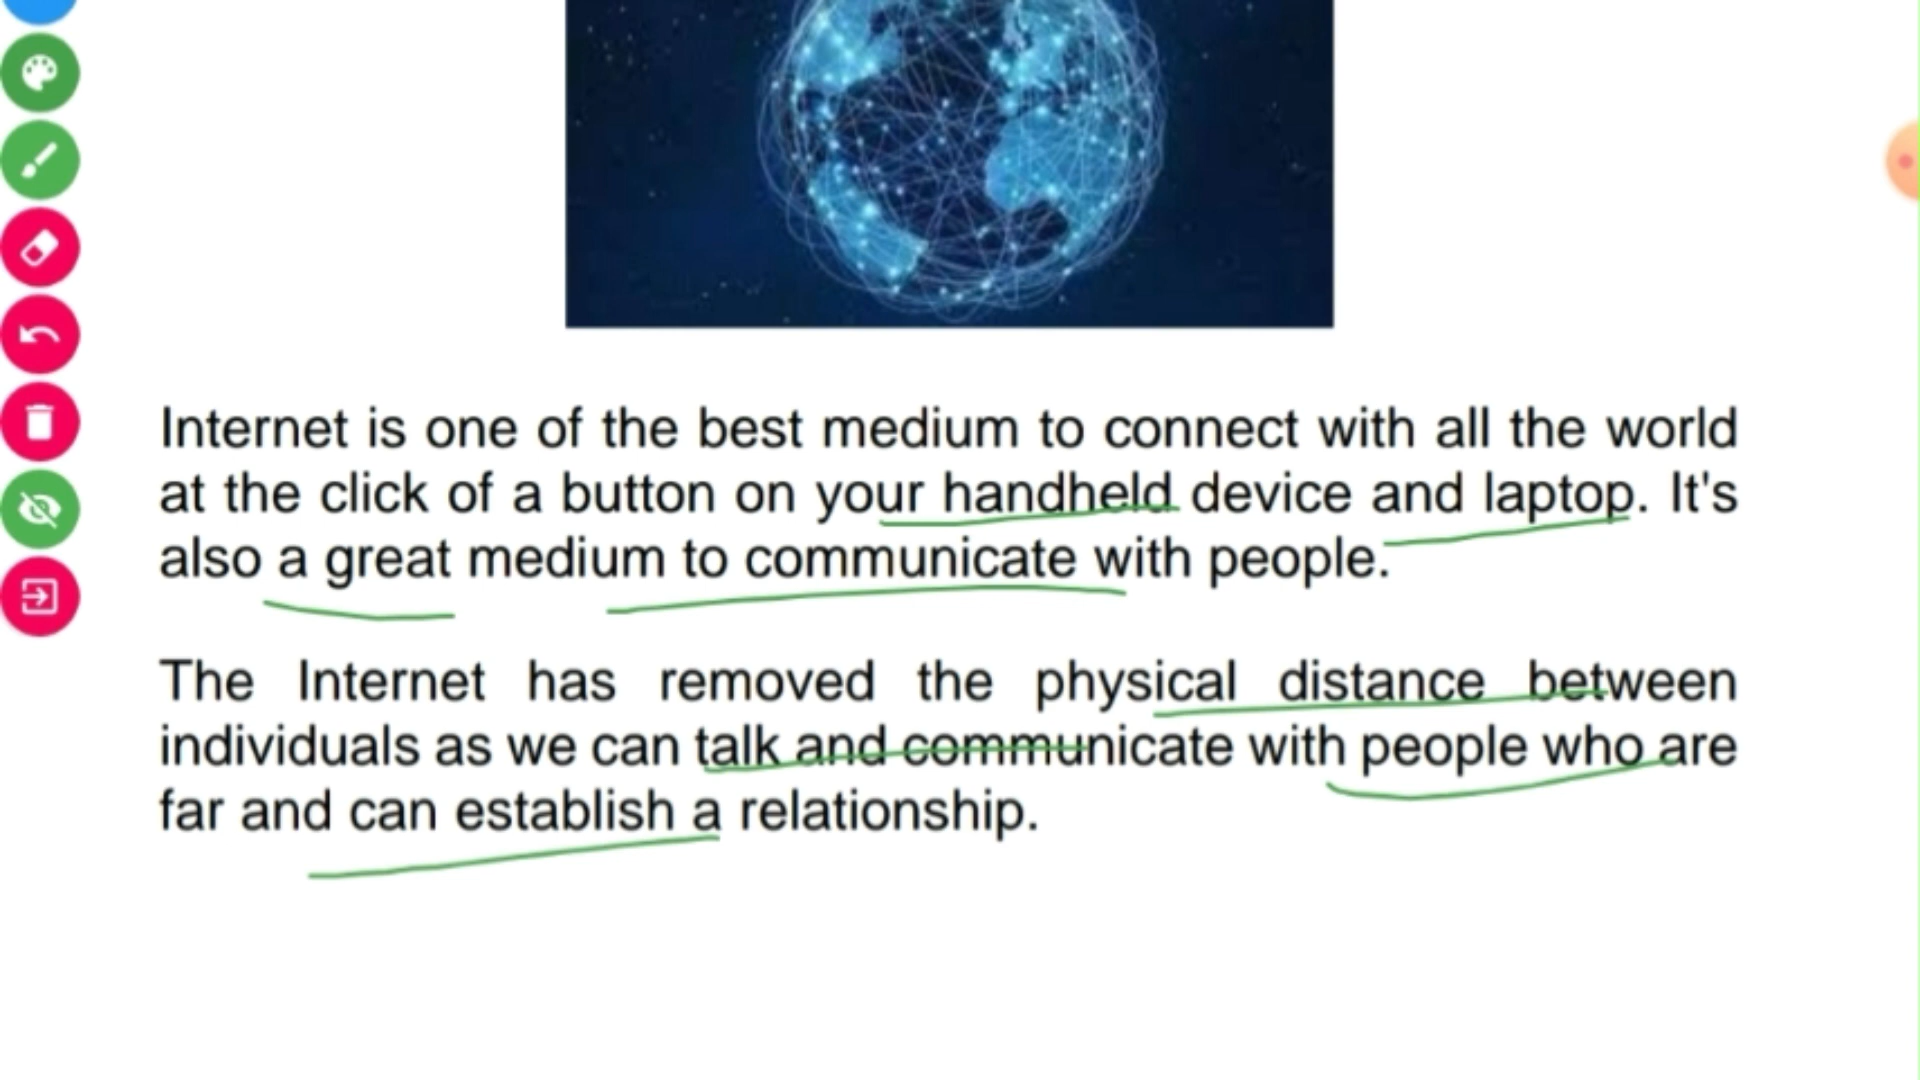 Internet is one of the best medium to connect with all the world
at the click of a button on your handheld device and laptop. It's
also a great medium to communicate with people.
The Internet has removed the physical distance between
individuals as we can talk and communicate with people who are
far and can establish a relationship.